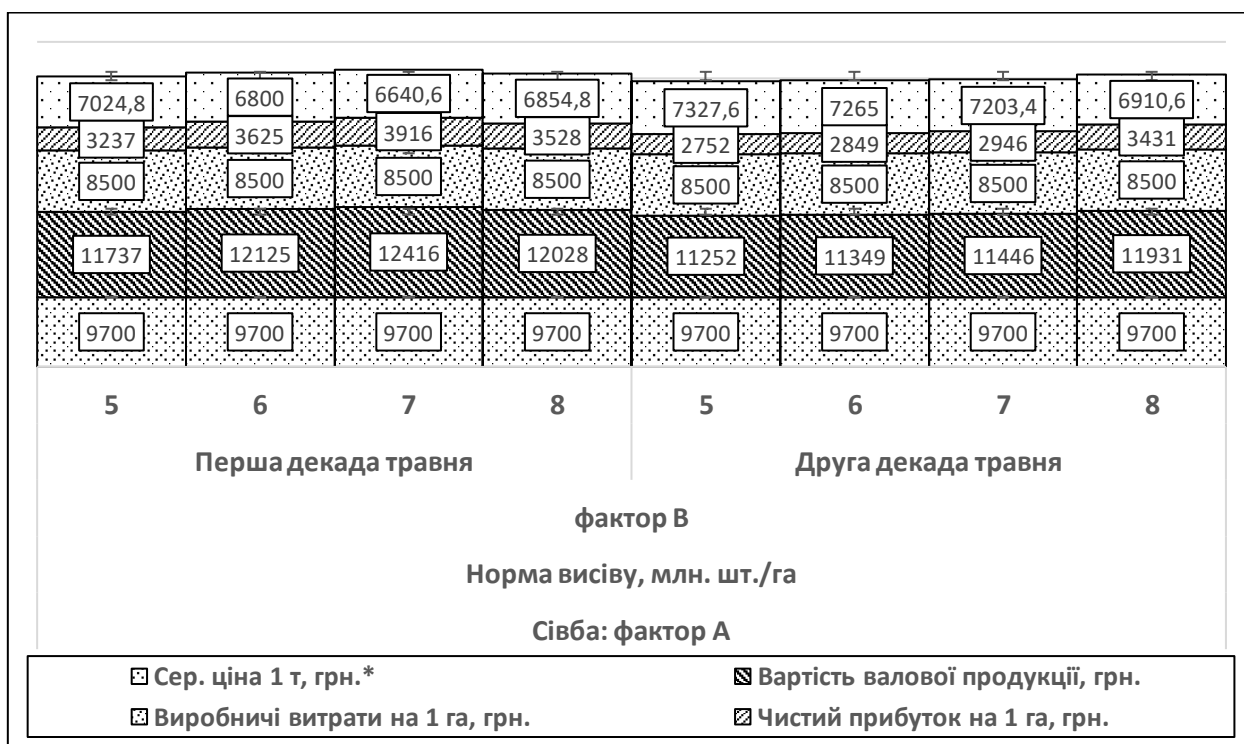 7024,8 6800 6640,6 6854,8 7327,6 7265 7203,4 6910,6
3237 3625 3916 3528 2752 2849 2946 3431
8500 8500 8500 8500 8500 8500 8500 8500
11737 12125 12416 12028 11252 11349 11446 11931
9700 9700 9700 9700 9700 9700 9700 9700
5 6 7 8 5 6 7 8
Перша декада травня Друга декада травня
фактор В
Норма висіву, млн. шт./га
Сівба: фактор А
Сер. ціна 1 т, грн.* Вартість валової продукції, грн.
Виробничі витрати на 1 га, грн. Чистий прибуток на 1 га, грн.